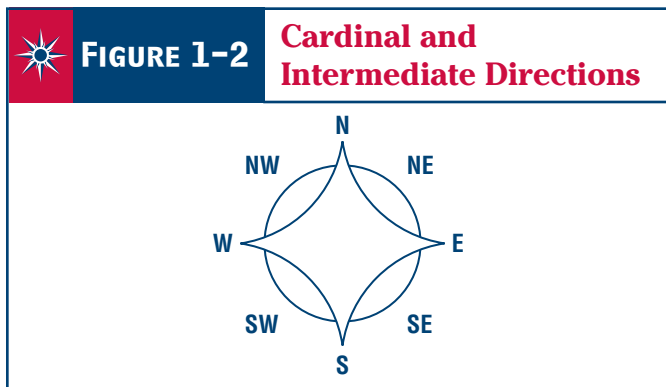 FIGURE 1-2
Cardinal and
Intermediate Directions
N
NW NE
W E
SW SE
S